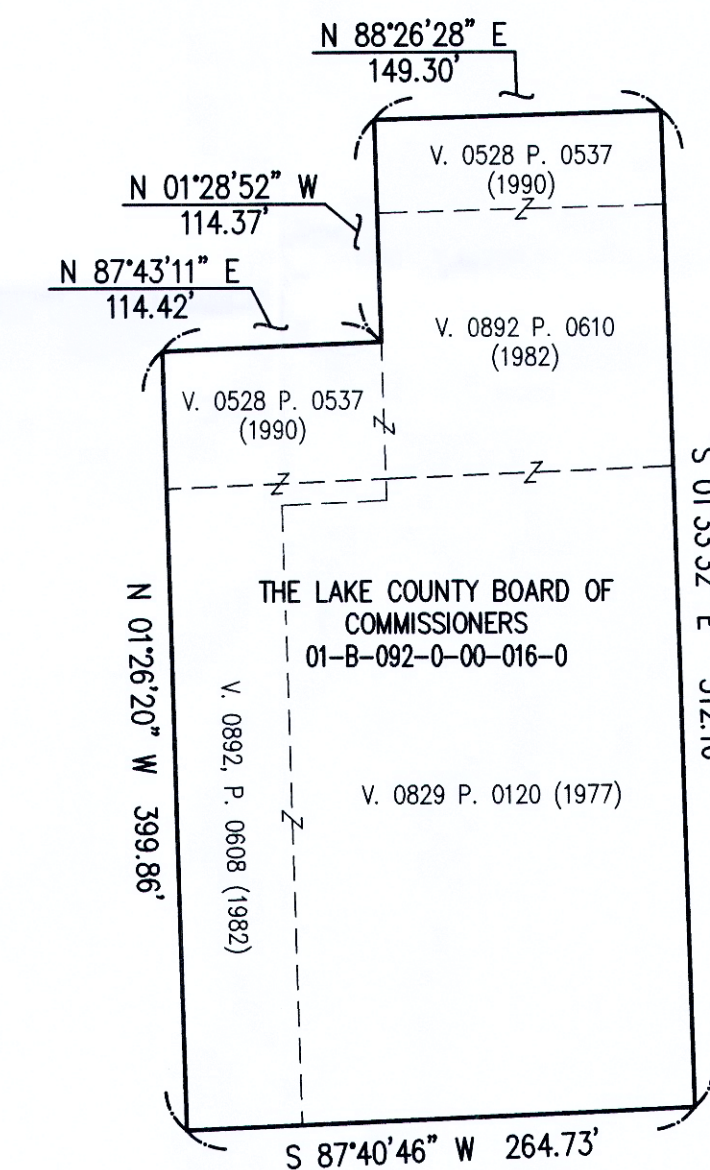 N 88°26'28" E
149.30'
V. 0528 P. 0537
(1990)
N 01°28'52" W
114.37'
N 87°43'11" E
114.42'
V. 0892 P. 0610
(1982)
V. 0528 P. 0537
(1990)
THE LAKE COUNTY BOARD OF
COMMISSIONERS
01-B-092-0-00-016-0
N 01°26'20" W 399.86'
V. 0892, P. 0608 (1982)
V. 0829 P. 0120 (1977)
S 87°40'46" W 264.73'